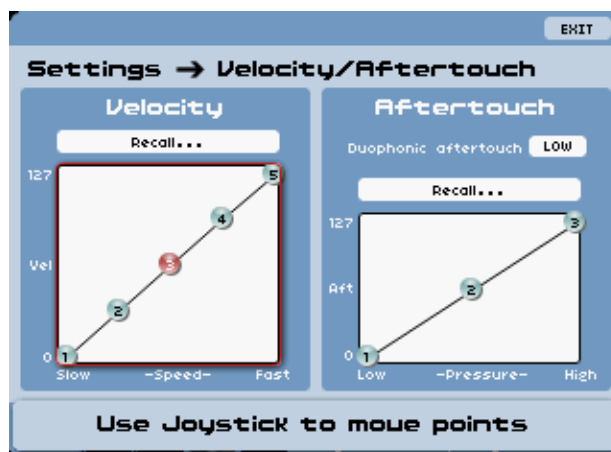 EXIT
Settings → Velocity/Aftertouch
Velocity
Recall...
127
5
4
Vel
3
2
0
1
Slow
-Speed-
Fast
Aftertouch
Duophonic aftertouch LOW
Recall...
127
3
Aft
2
0
1
Low
-Pressure-
High
Use Joystick to move points